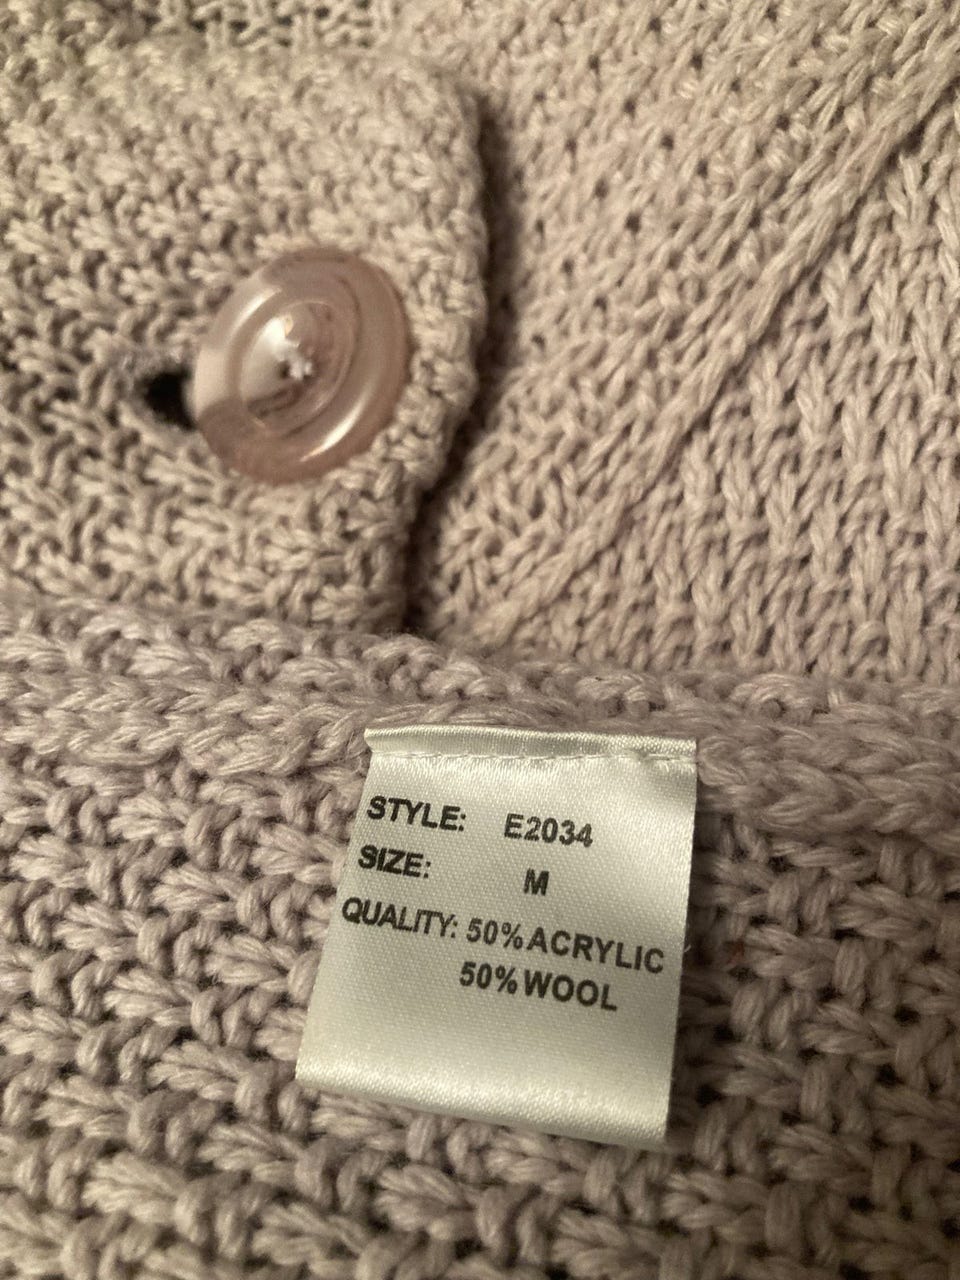 STYLE: E2034
SIZE: M
QUALITY: 50%ACRYLIC
50%WOOL